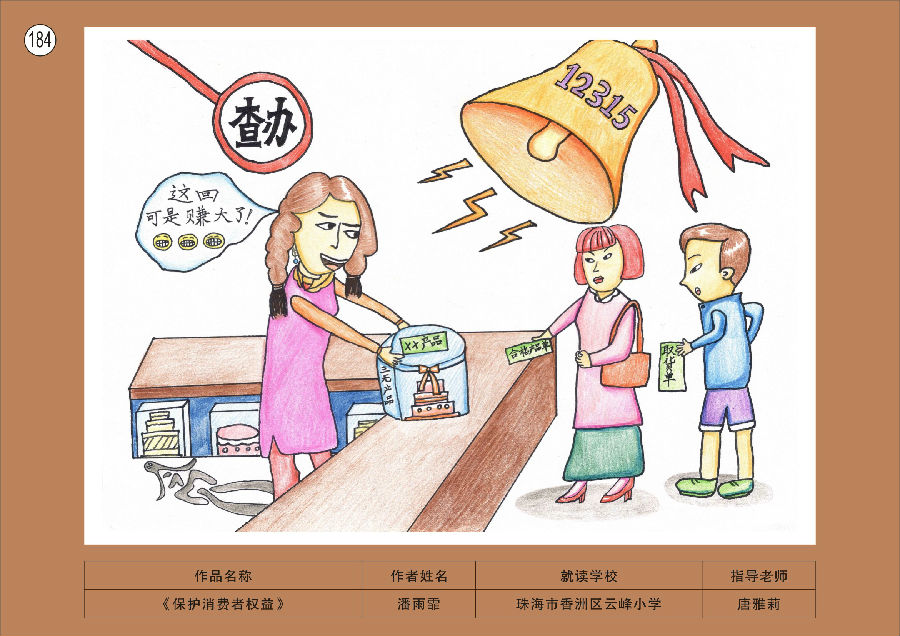 184
查办
12315
这回
可是赚大了!
XX产品
三无产品
合格产品单
取货单
作品名称 作者姓名 就读学校 指导老师
《保护消费者权益》 潘雨霏 珠海市香洲区云峰小学 唐雅莉